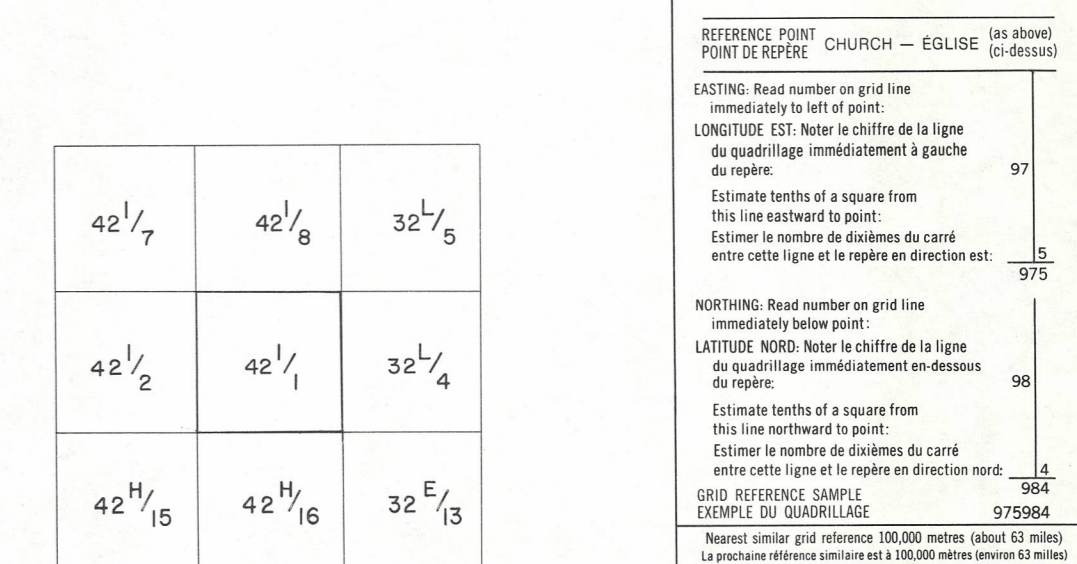 42 I/7 42 I/8 32 L/5
42 I/2 42 I/1 32 L/4
42 H/15 42 H/16 32 E/13
REFERENCE POINT
POINT DE REPÈRE
CHURCH — ÉGLISE
(as above)
(ci-dessus)
EASTING: Read number on grid line
immediately to left of point:
LONGITUDE EST: Noter le chiffre de la ligne
du quadrillage immédiatement à gauche
du repère: 97
Estimate tenths of a square from
this line eastward to point:
Estimer le nombre de dixièmes du carré
entre cette ligne et le repère en direction est: 5
975
NORTHING: Read number on grid line
immediately below point:
LATITUDE NORD: Noter le chiffre de la ligne
du quadrillage immédiatement en-dessous
du repère: 98
Estimate tenths of a square from
this line northward to point:
Estimer le nombre de dixièmes du carré
entre cette ligne et le repère en direction nord: 4
984
GRID REFERENCE SAMPLE
EXEMPLE DU QUADRILLAGE 975984
Nearest similar grid reference 100,000 metres (about 63 miles)
La prochaine référence similaire est à 100,000 mètres (environ 63 milles)